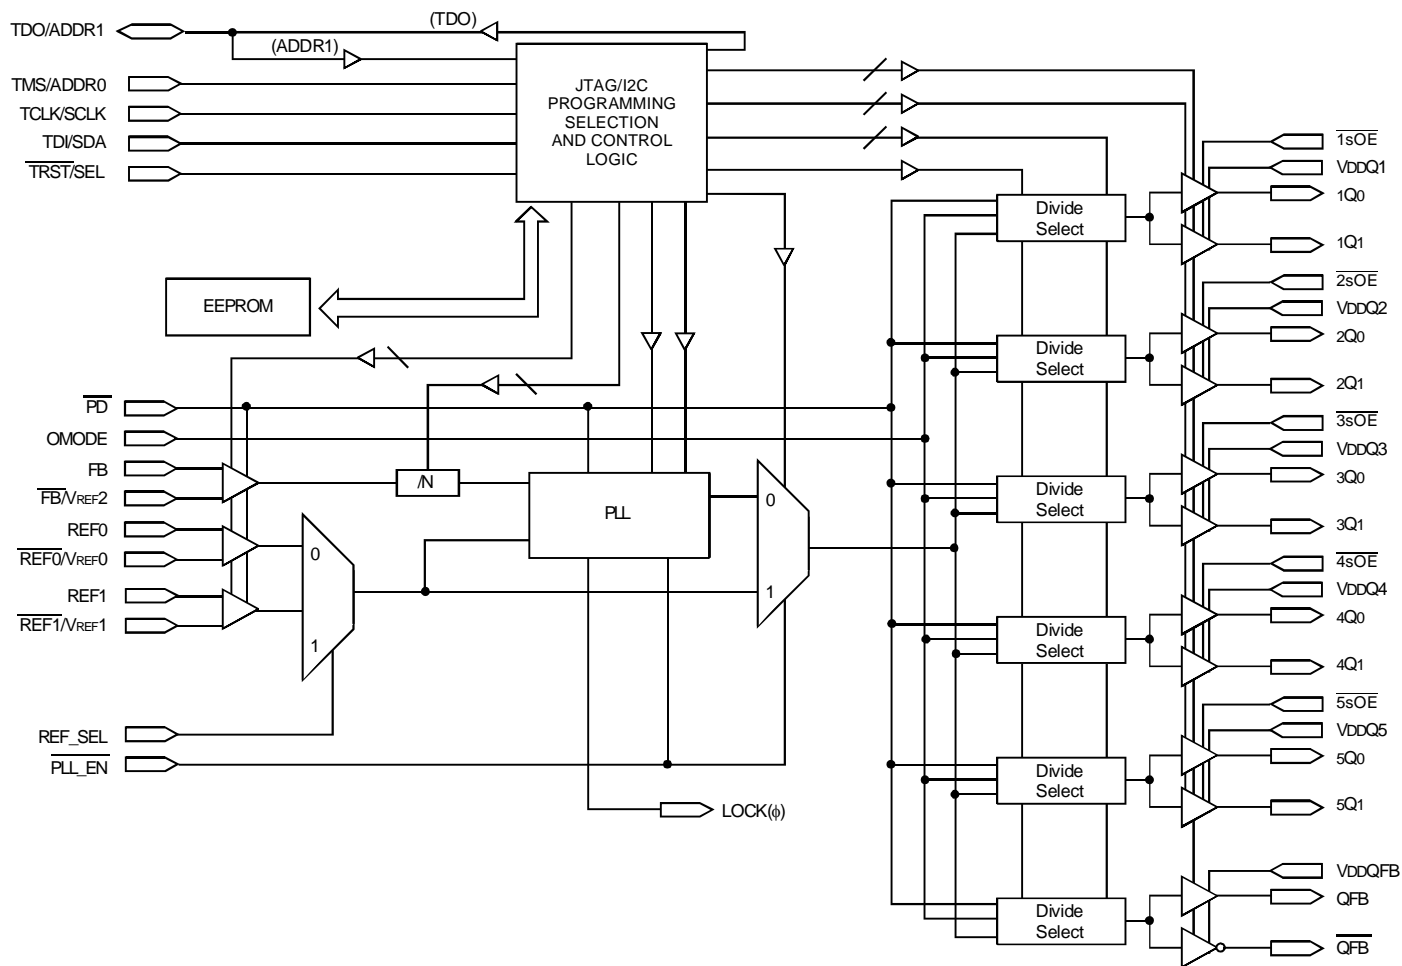 TDO/ADDR1
(TDO)
(ADDR1)
TMS/ADDR0
TCLK/SCLK
TDI/SDA
TRST/SEL
JTAG/I2C
PROGRAMMING
SELECTION
AND CONTROL
LOGIC
EEPROM
PD
OMODE
FB
FB/VREF2
REF0
REF0/VREF0
REF1
REF1/VREF1
REF_SEL
PLL_EN
/N
PLL
0
1
0
1
LOCK(ϕ)
Divide
Select
1sOE
VDDQ1
1Q0
1Q1
Divide
Select
2sOE
VDDQ2
2Q0
2Q1
Divide
Select
3sOE
VDDQ3
3Q0
3Q1
Divide
Select
4sOE
VDDQ4
4Q0
4Q1
Divide
Select
5sOE
VDDQ5
5Q0
5Q1
Divide
Select
VDDQFB
QFB
QFB